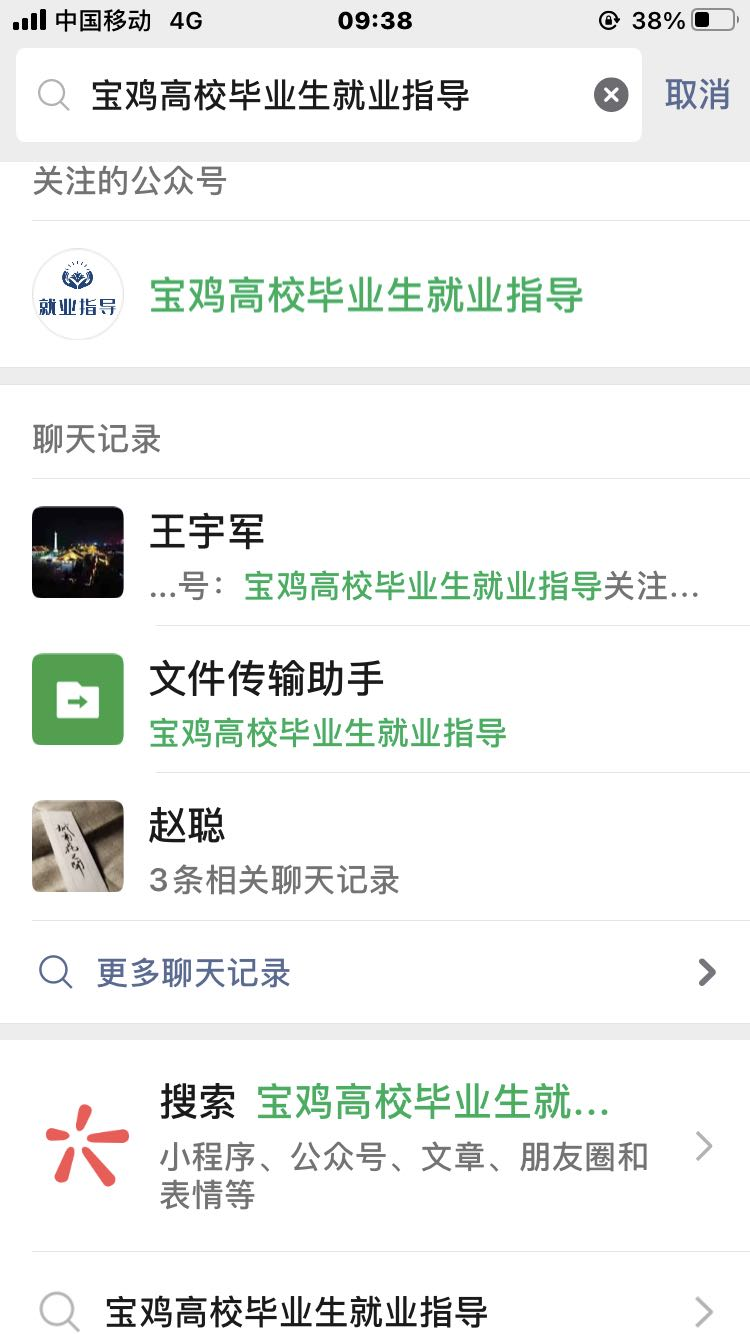 中国移动 4G 09:38 38%
宝鸡高校毕业生就业指导 取消
关注的公众号
就业指导
宝鸡高校毕业生就业指导
聊天记录
王宇军
...号：宝鸡高校毕业生就业指导关注...
文件传输助手
宝鸡高校毕业生就业指导
赵聪
3条相关聊天记录
更多聊天记录
搜索 宝鸡高校毕业生就...
小程序、公众号、文章、朋友圈和
表情等
宝鸡高校毕业生就业指导